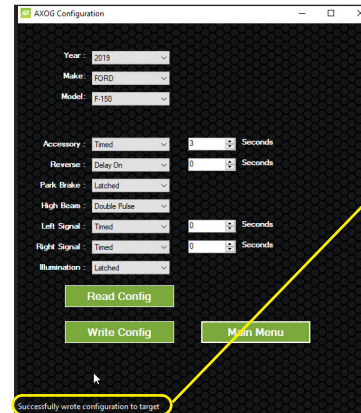 AXOG Configuration
Year : 2019
Make: FORD
Model: F-150
Accessory : Timed 3 Seconds
Reverse : Delay On 0 Seconds
Park Brake : Latched
High Beam : Double Pulse
Left Signal : Timed 0 Seconds
Right Signal : Timed 0 Seconds
Illumination : Latched
Read Config
Write Config Main Menu
Successfully wrote configuration to target